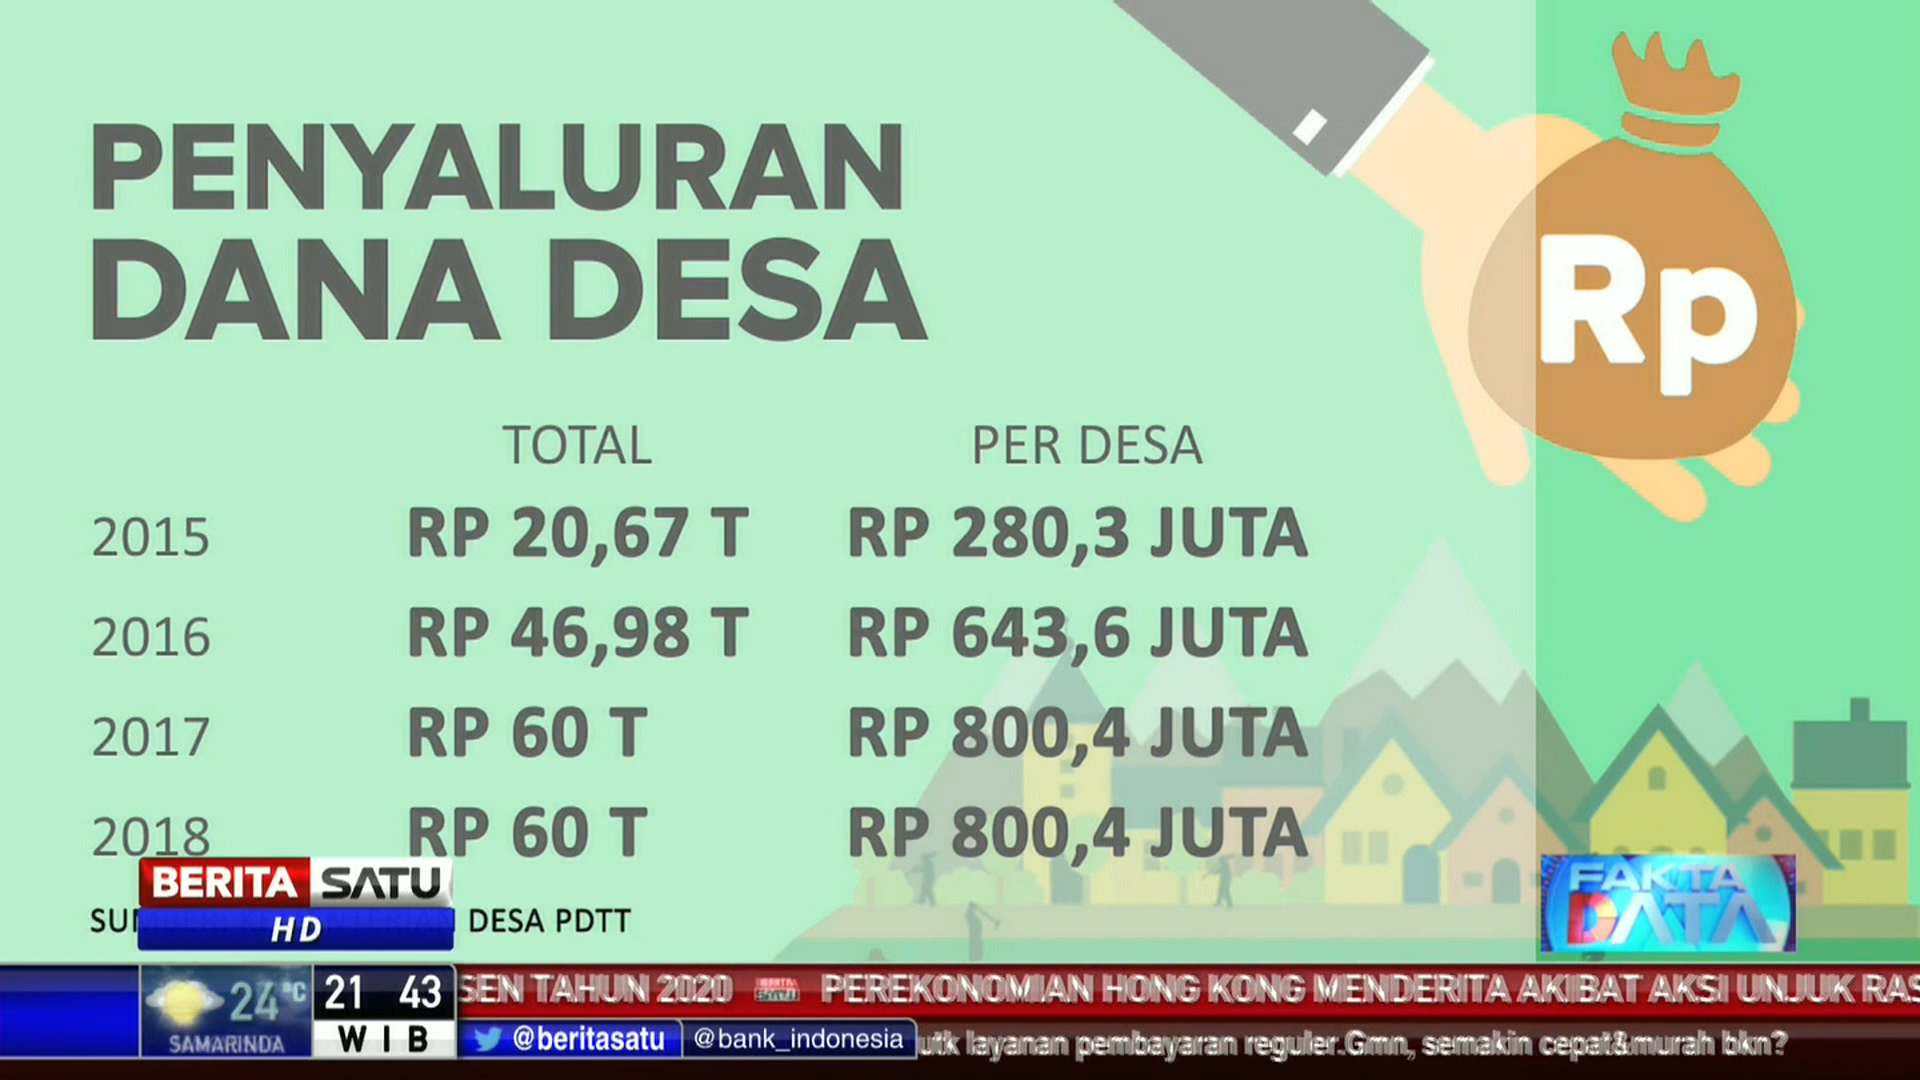 PENYALURAN
DANA DESA
Rp
TOTAL PER DESA
2015 RP 20,67 T RP 280,3 JUTA
2016 RP 46,98 T RP 643,6 JUTA
2017 RP 60 T RP 800,4 JUTA
2018 RP 60 T RP 800,4 JUTA
DESA PDTT
BERITA SATU
HD
FAKTA
DATA
24°C
SAMARINDA
21 43
WIB
SEN TAHUN 2020 BERITA SATU PEREKONOMIAN HONG KONG MENDERITA AKIBAT AKSI UNJUK RAS
@beritasatu @bank_indonesia utk layanan pembayaran reguler.Gmn, semakin cepat&murah bkn?